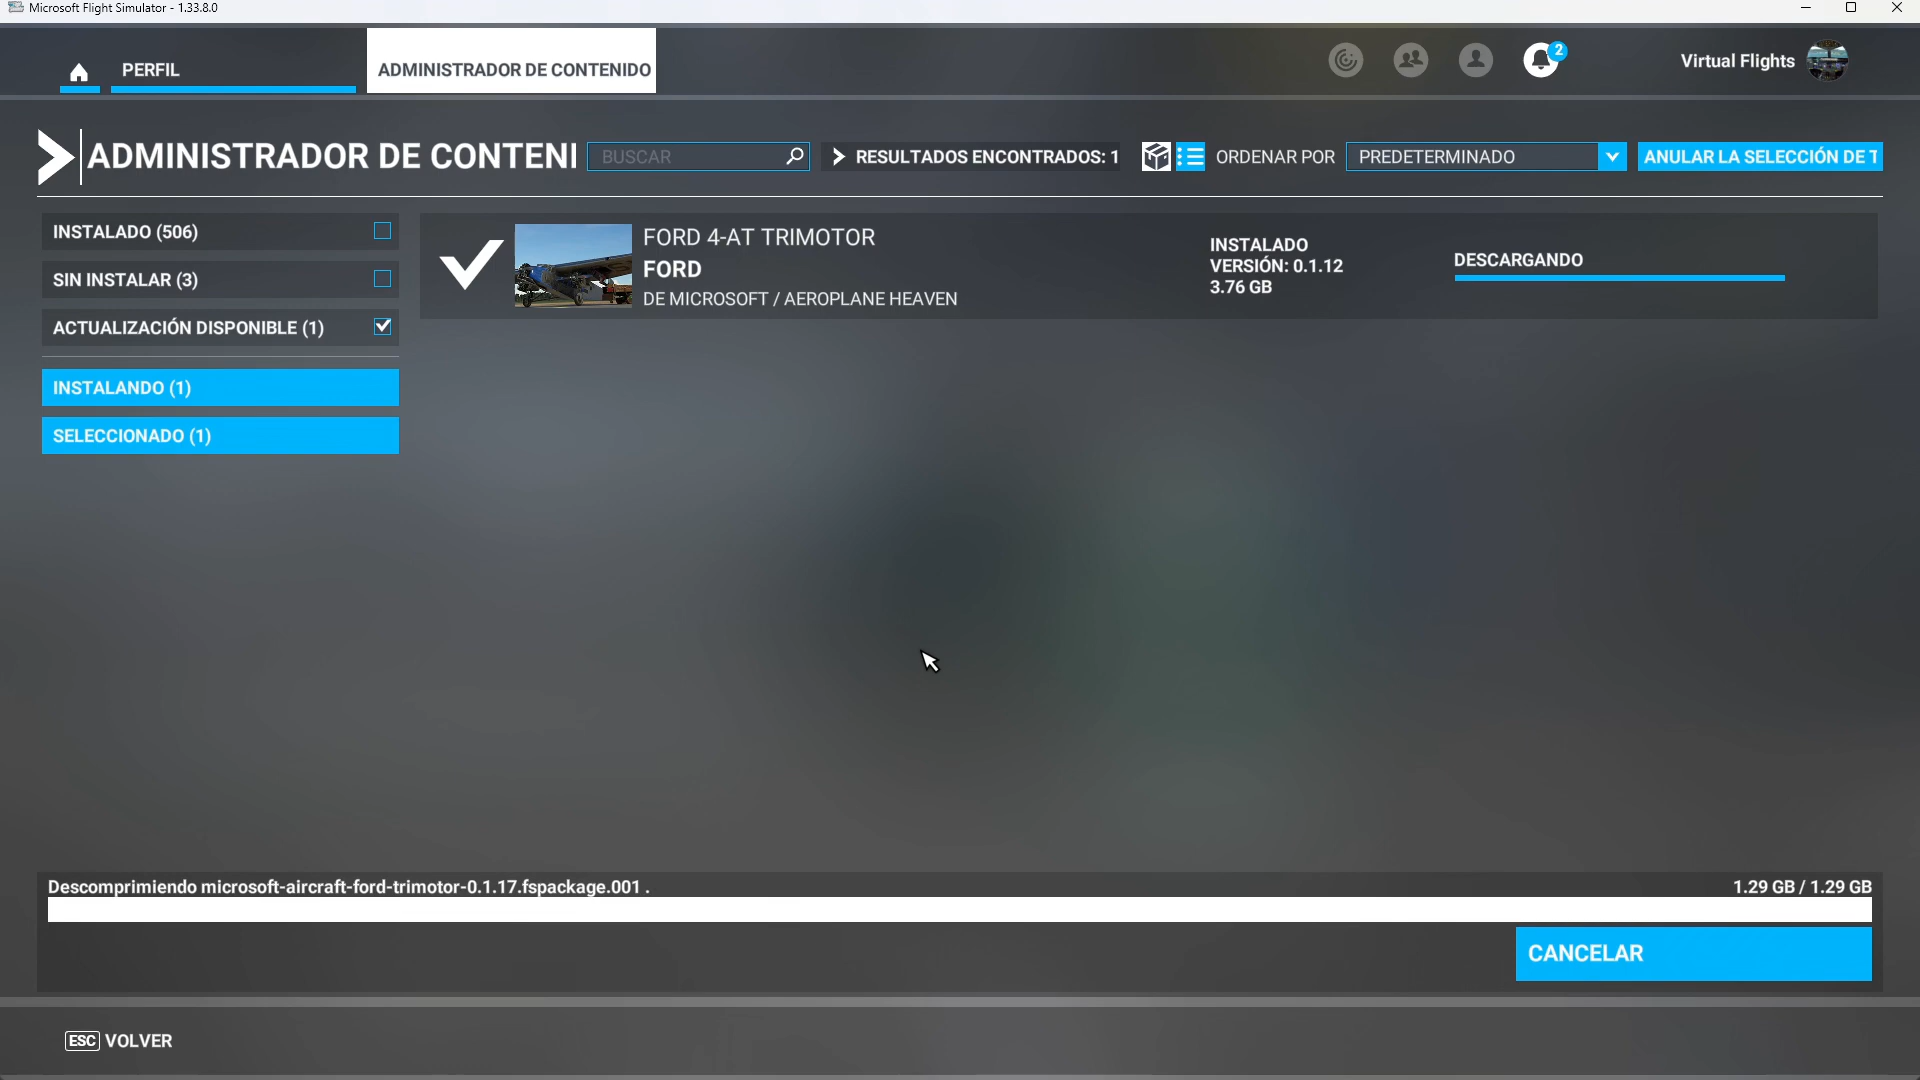 Microsoft Flight Simulator - 1.33.8.0
PERFIL
ADMINISTRADOR DE CONTENIDO
2
Virtual Flights
ADMINISTRADOR DE CONTENI
BUSCAR
RESULTADOS ENCONTRADOS: 1
ORDENAR POR
PREDETERMINADO
ANULAR LA SELECCIÓN DE T
INSTALADO (506)
SIN INSTALAR (3)
ACTUALIZACIÓN DISPONIBLE (1)
INSTALANDO (1)
SELECCIONADO (1)
FORD 4-AT TRIMOTOR
FORD
DE MICROSOFT / AEROPLANE HEAVEN
INSTALADO
VERSIÓN: 0.1.12
3.76 GB
DESCARGANDO
Descomprimiendo microsoft-aircraft-ford-trimotor-0.1.17.fspackage.001 .
1.29 GB / 1.29 GB
CANCELAR
ESC VOLVER